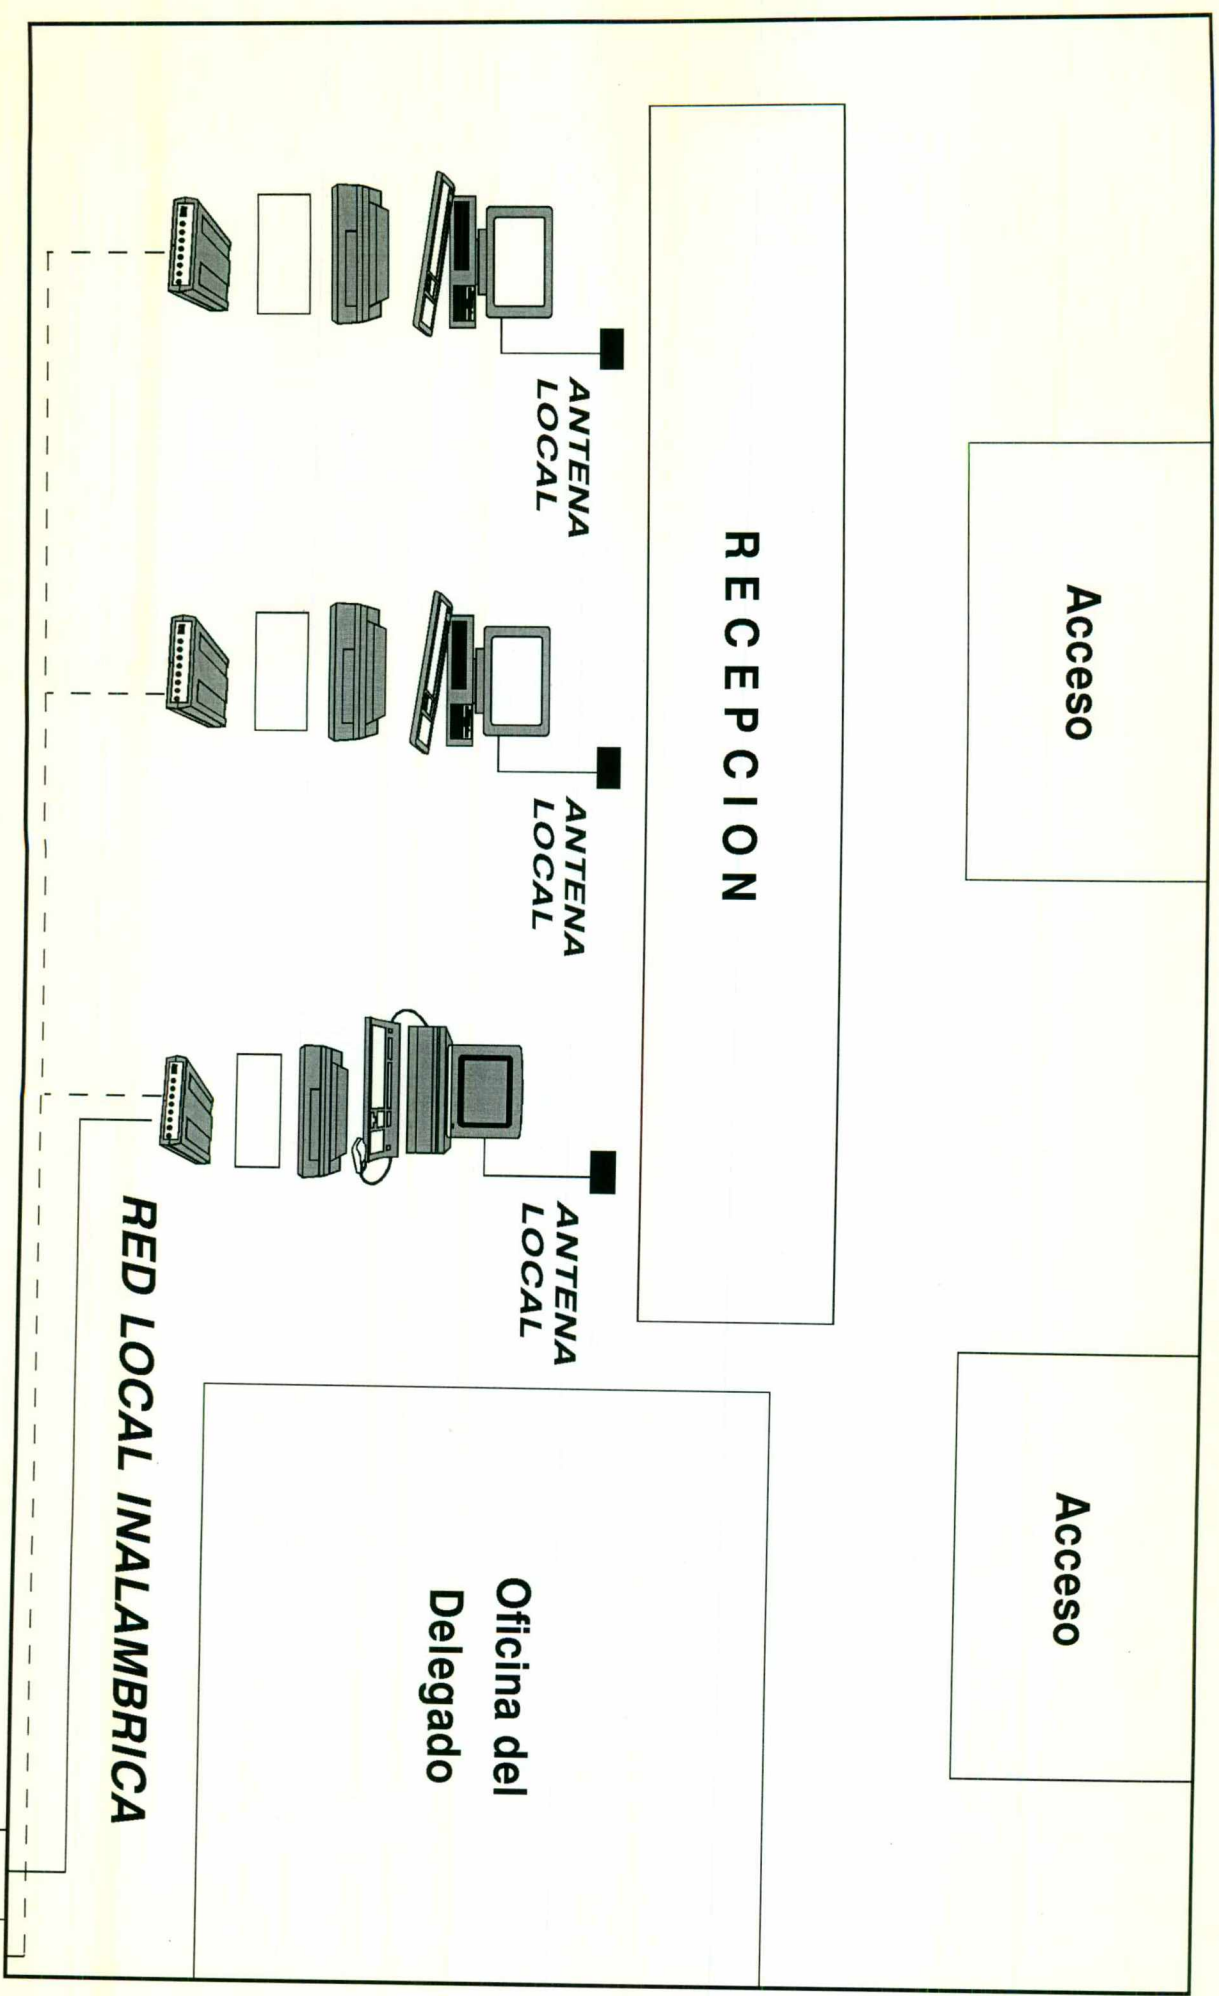 Acceso
Acceso
RECEPCION
ANTENA
LOCAL
ANTENA
LOCAL
ANTENA
LOCAL
Oficina del
Delegado
RED LOCAL INALAMBRICA